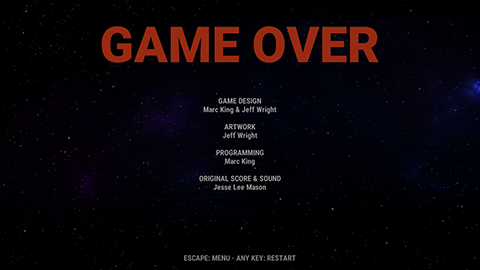 GAME OVER
GAME DESIGN
Marc King & Jeff Wright
ARTWORK
Jeff Wright
PROGRAMMING
Marc King
ORIGINAL SCORE & SOUND
Jesse Lee Mason
ESCAPE: MENU - ANY KEY: RESTART